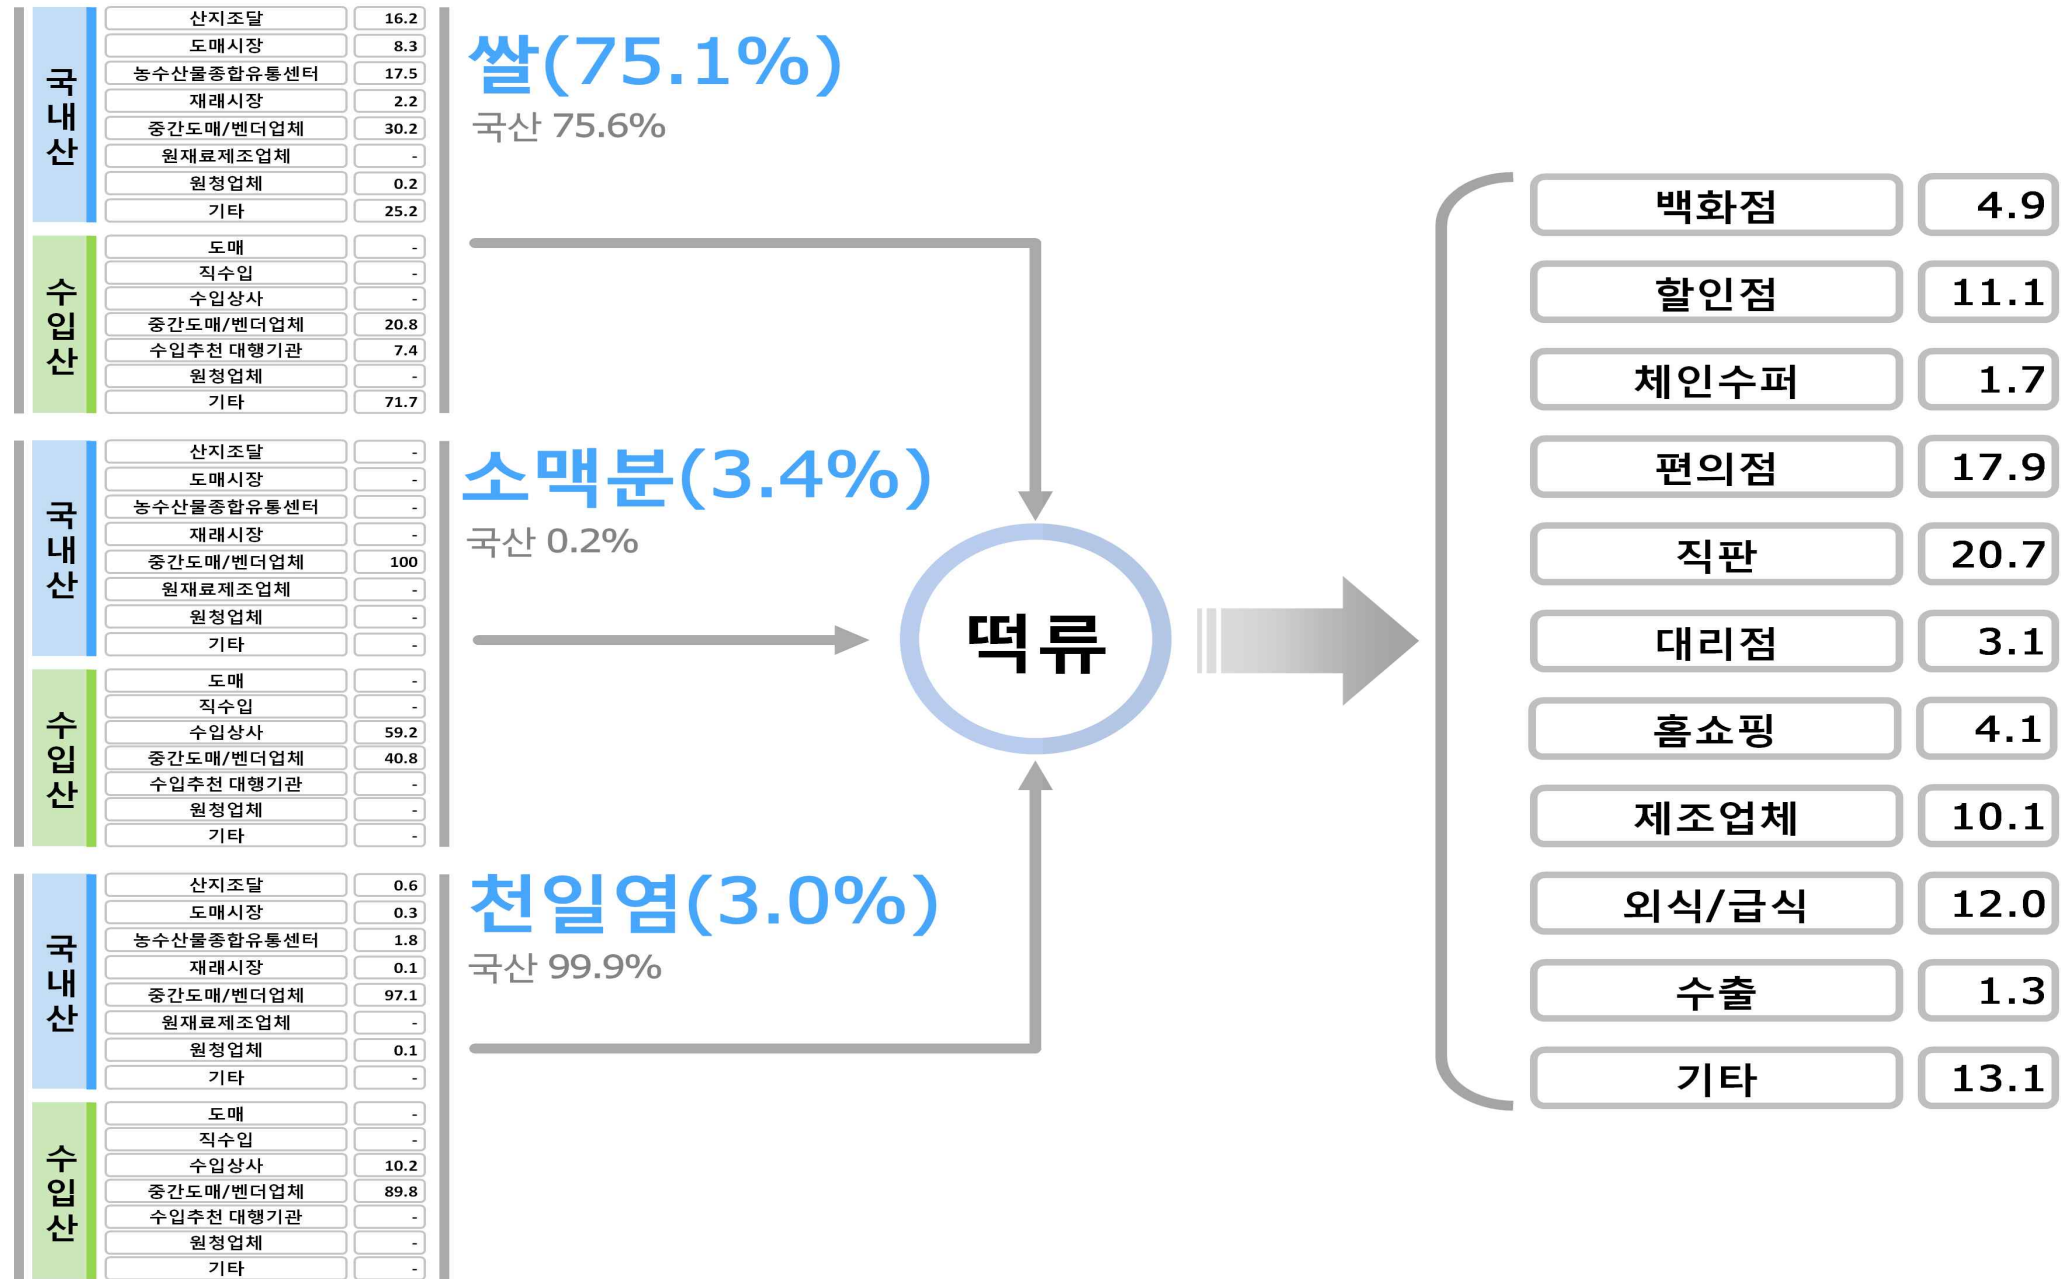 국내산
산지조달 16.2
도매시장 8.3
농수산물종합유통센터 17.5
재래시장 2.2
중간도매/벤더업체 30.2
원재료제조업체 -
원청업체 0.2
기타 25.2
수입산
도매 -
직수입 -
수입상사 -
중간도매/벤더업체 20.8
수입추천 대행기관 7.4
원청업체 -
기타 71.7
쌀(75.1%)
국산 75.6%
국내산
산지조달 -
도매시장 -
농수산물종합유통센터 -
재래시장 -
중간도매/벤더업체 100
원재료제조업체 -
원청업체 -
기타 -
수입산
도매 -
직수입 -
수입상사 59.2
중간도매/벤더업체 40.8
수입추천 대행기관 -
원청업체 -
기타 -
소맥분(3.4%)
국산 0.2%
국내산
산지조달 0.6
도매시장 0.3
농수산물종합유통센터 1.8
재래시장 0.1
중간도매/벤더업체 97.1
원재료제조업체 -
원청업체 0.1
기타 -
수입산
도매 -
직수입 -
수입상사 10.2
중간도매/벤더업체 89.8
수입추천 대행기관 -
원청업체 -
기타 -
천일염(3.0%)
국산 99.9%
떡류
백화점 4.9
할인점 11.1
체인수퍼 1.7
편의점 17.9
직판 20.7
대리점 3.1
홈쇼핑 4.1
제조업체 10.1
외식/급식 12.0
수출 1.3
기타 13.1